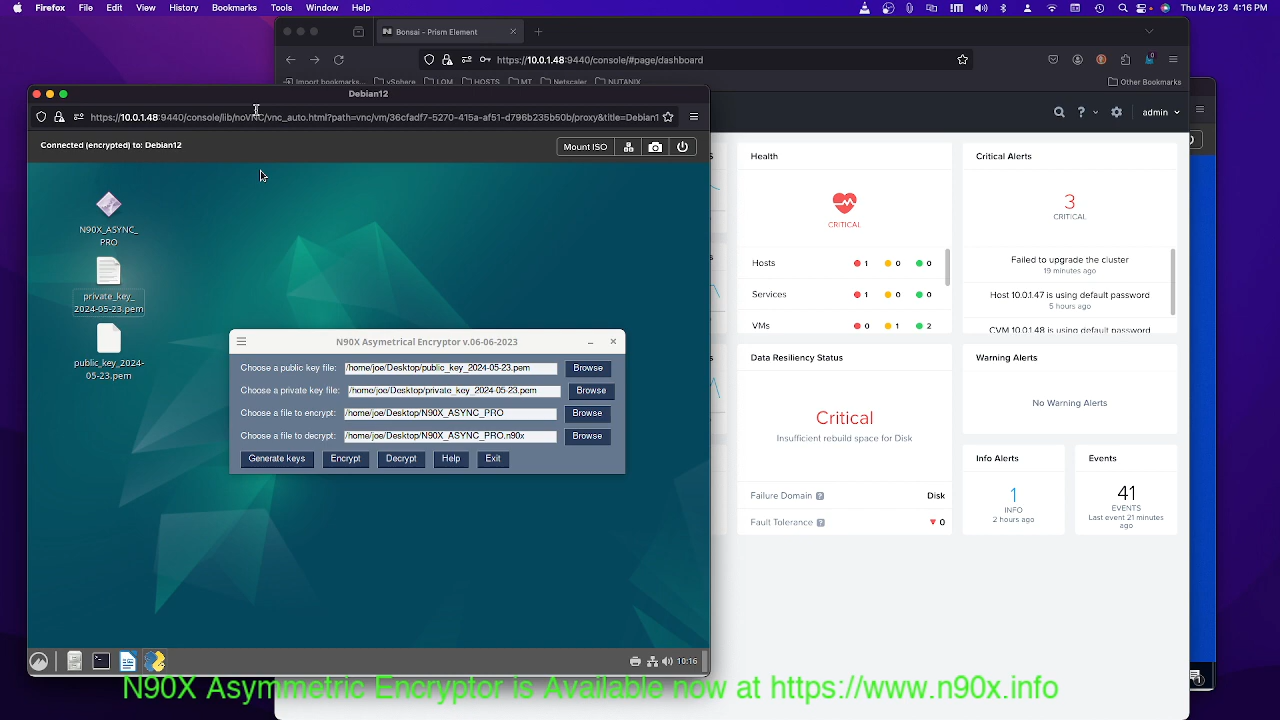 Firefox File Edit View History Bookmarks Tools Window Help
Thu May 23 4:16 PM
Bonsai - Prism Element
https://10.0.1.48:9440/console/#page/dashboard
Import bookmarks... vSphere LOM HOSTS MT Netscaler NUTANIX Other Bookmarks
Debian12
https://10.0.1.48:9440/console/lib/noVNC/vnc_auto.html?path=vnc/vm/36cfadf7-5270-415a-af51-d796b235b50b/proxy&title=Debian1
admin
Connected (encrypted) to: Debian12
Mount ISO
N90X_ASYNC_
PRO
private_key_
2024-05-23.pem
public_key_2024-
05-23.pem
N90X Asymetrical Encryptor v.06-06-2023
Choose a public key file: /home/joe/Desktop/public_key_2024-05-23.pem Browse
Choose a private key file: /home/joe/Desktop/private_key_2024-05-23.pem Browse
Choose a file to encrypt: /home/joe/Desktop/N90X_ASYNC_PRO Browse
Choose a file to decrypt: /home/joe/Desktop/N90X_ASYNC_PRO.n90x Browse
Generate keys Encrypt Decrypt Help Exit
10:16
Health
CRITICAL
Hosts 1 0 0
Services 1 0 0
VMs 0 1 2
Critical Alerts
3
CRITICAL
Failed to upgrade the cluster
19 minutes ago
Host 10.0.1.47 is using default password
5 hours ago
CVM 10.0.1.48 is using default password
Data Resiliency Status
Critical
Insufficient rebuild space for Disk
Failure Domain ? Disk
Fault Tolerance ? 0
Warning Alerts
No Warning Alerts
Info Alerts
1
INFO
2 hours ago
Events
41
EVENTS
Last event 21 minutes
ago
N90X Asymmetric Encryptor is Available now at https://www.n90x.info